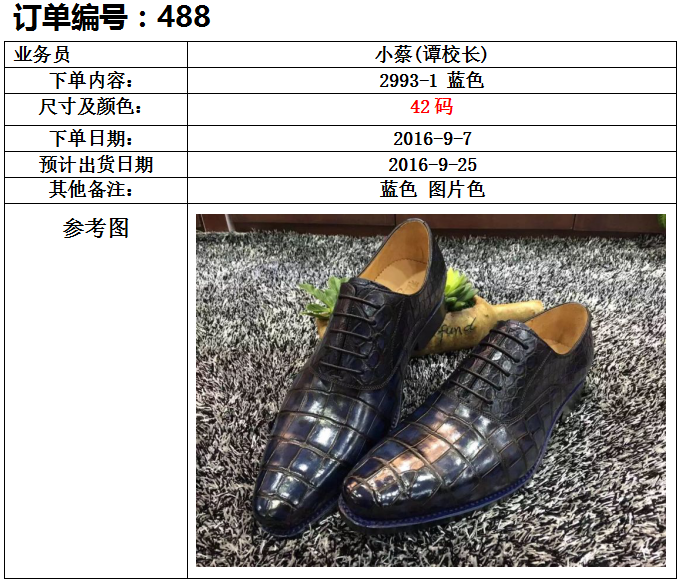 订单编号：488
业务员 小蔡(谭校长)
下单内容： 2993-1 蓝色
尺寸及颜色： 42码
下单日期： 2016-9-7
预计出货日期 2016-9-25
其他备注： 蓝色 图片色
参考图